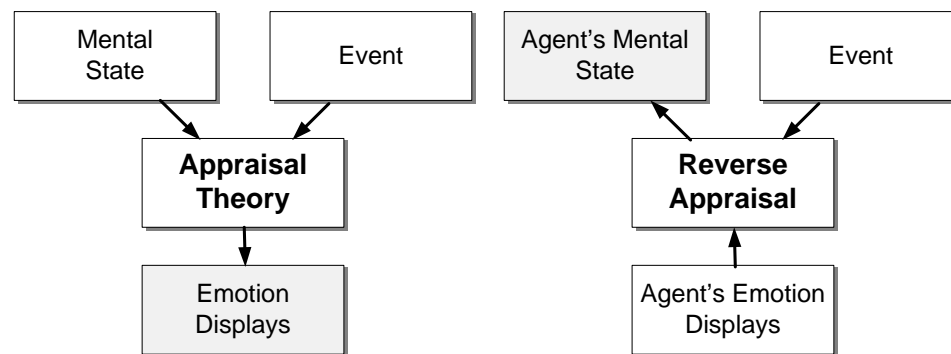 Mental
State
Event
Appraisal
Theory
Emotion
Displays
Agent's Mental
State
Event
Reverse
Appraisal
Agent's Emotion
Displays